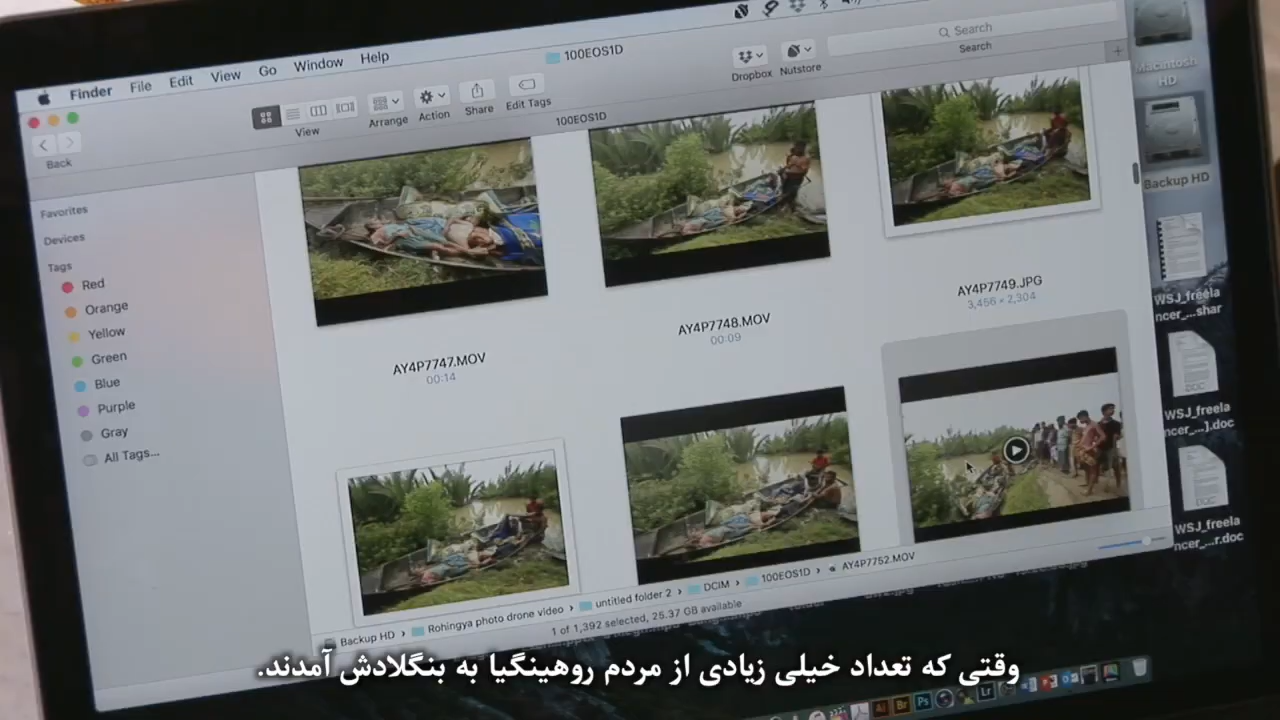 Finder File Edit View Go Window Help
100EOS1D
Search
View
Arrange
Action
Share
Edit Tags
Dropbox
Nutstore
Search
Back
100EOS1D
Macintosh HD
Backup HD
Favorites
Devices
Tags
Red
Orange
Yellow
Green
Blue
Purple
Gray
All Tags...
AY4P7747.MOV
00:14
AY4P7748.MOV
00:09
AY4P7749.JPG
3,456 × 2,304
WSJ_freela
ncer_...shar
WSJ_freela
ncer_...].doc
WSJ_freela
ncer_...r.doc
Backup HD › Rohingya photo drone video › untitled folder 2 › DCIM › 100EOS1D › AY4P7752.MOV
1 of 1,392 selected, 25.37 GB available
وقتی که تعداد خیلی زیادی از مردم روهینگیا به بنگلادش آمدند.